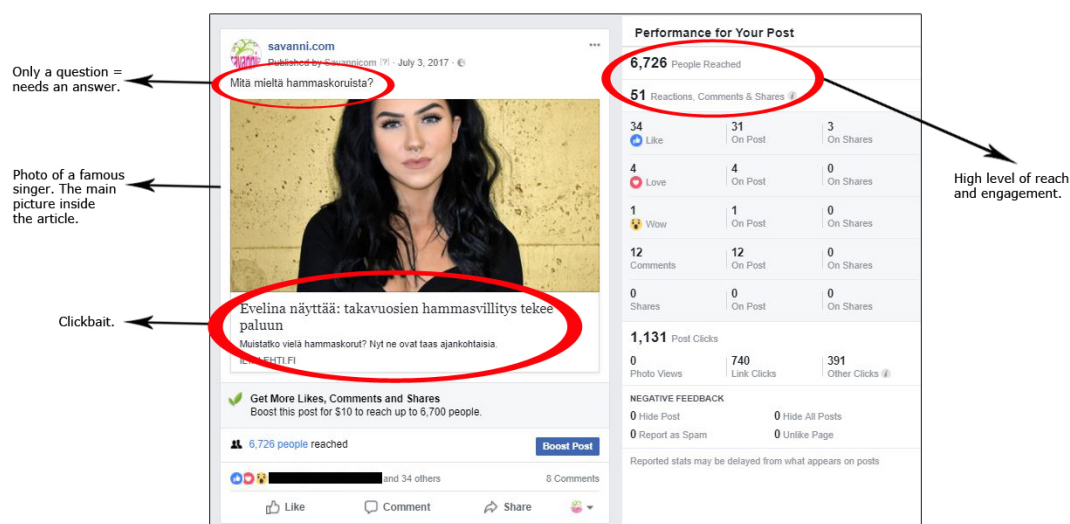 Only a question =
needs an answer.
Photo of a famous
singer. The main
picture inside
the article.
Clickbait.
savanni.com
Published by Savannicom [?] · July 3, 2017 ·
Mitä mieltä hammaskoruista?
Evelina näyttää: takavuosien hammasvillitys tekee
paluun
Muistatko vielä hammaskorut? Nyt ne ovat taas ajankohtaisia.
Get More Likes, Comments and Shares
Boost this post for $10 to reach up to 6,700 people.
6,726 people reached
Boost Post
and 34 others
8 Comments
Like Comment Share
Performance for Your Post
6,726 People Reached
51 Reactions, Comments & Shares
34 31 3
Like On Post On Shares
4 4 0
Love On Post On Shares
1 1 0
Wow On Post On Shares
12 12 0
Comments On Post On Shares
0 0 0
Shares On Post On Shares
1,131 Post Clicks
0 740 391
Photo Views Link Clicks Other Clicks
NEGATIVE FEEDBACK
0 Hide Post 0 Hide All Posts
0 Report as Spam 0 Unlike Page
Reported stats may be delayed from what appears on posts
High level of reach
and engagement.